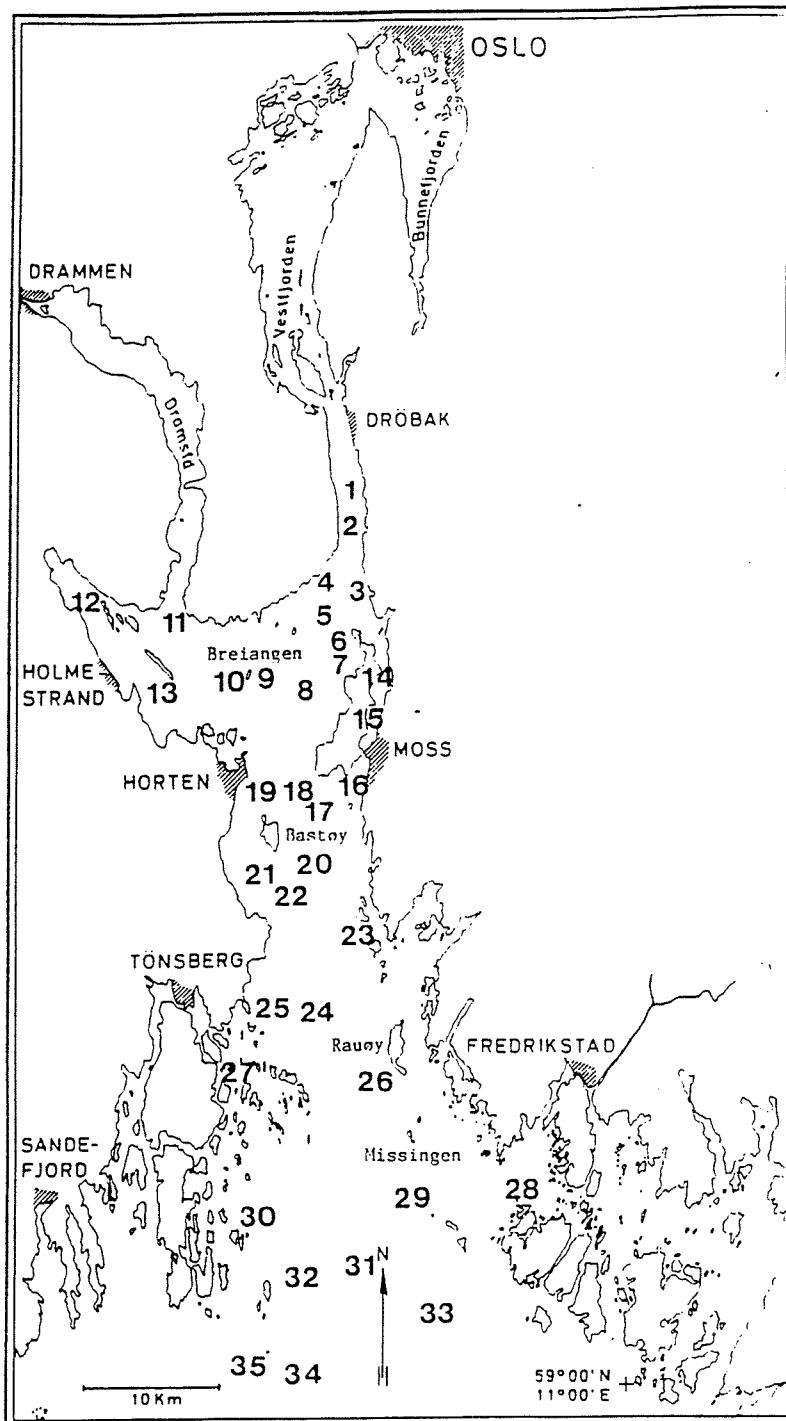 OSLO
Bunnefjorden
Vestfjorden
DRAMMEN
Dramsfd
DRÖBAK
1
2
3
4
5
6
7
Breiangen
8
9
10
11
12
13
14
15
HOLME-
STRAND
MOSS
HORTEN
16
17
18
19
Bastøy
20
21
22
23
TÖNSBERG
24
25
Rauøy
FREDRIKSTAD
26
27
SANDE-
FJORD
Missingen
28
29
30
31
N
32
33
34
35
10 Km
59°00'N
11°00'E